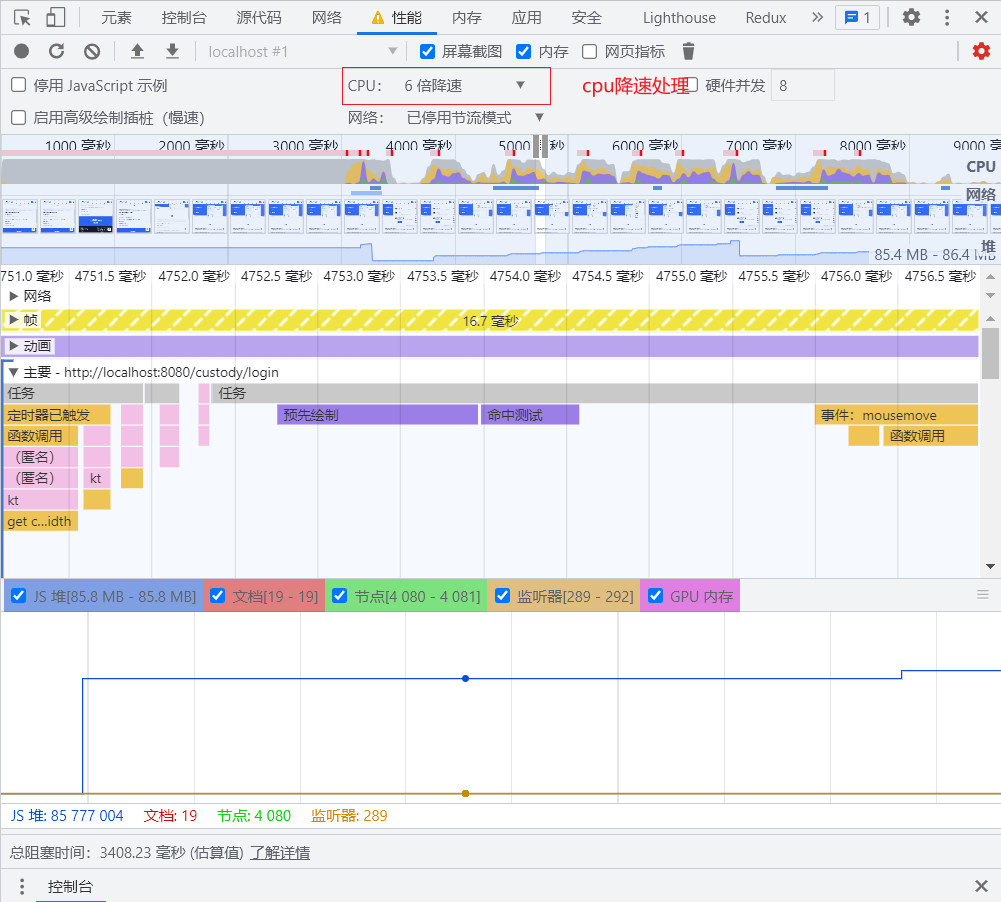 元素 控制台 源代码 网络 性能 内存 应用 安全 Lighthouse Redux 1
localhost #1 屏幕截图 内存 网页指标
停用 JavaScript 示例 CPU： 6 倍降速 cpu降速处理 硬件并发 8
启用高级绘制插桩（慢速） 网络： 已停用节流模式
1000 毫秒 2000 毫秒 3000 毫秒 4000 毫秒 5000 毫秒 6000 毫秒 7000 毫秒 8000 毫秒 9000 毫
CPU
网络
堆
85.4 MB - 86.4 MB
751.0 毫秒 4751.5 毫秒 4752.0 毫秒 4752.5 毫秒 4753.0 毫秒 4753.5 毫秒 4754.0 毫秒 4754.5 毫秒 4755.0 毫秒 4755.5 毫秒 4756.0 毫秒 4756.5 毫秒
网络
帧 16.7 毫秒
动画
主要 - http://localhost:8080/custody/login
任务 任务
定时器已触发 预先绘制 命中测试 事件：mousemove
函数调用 函数调用
（匿名）
（匿名） kt
kt
get c...idth
JS 堆[85.8 MB - 85.8 MB] 文档[19 - 19] 节点[4 080 - 4 081] 监听器[289 - 292] GPU 内存
JS 堆: 85 777 004 文档: 19 节点: 4 080 监听器: 289
总阻塞时间：3408.23 毫秒 (估算值) 了解详情
控制台